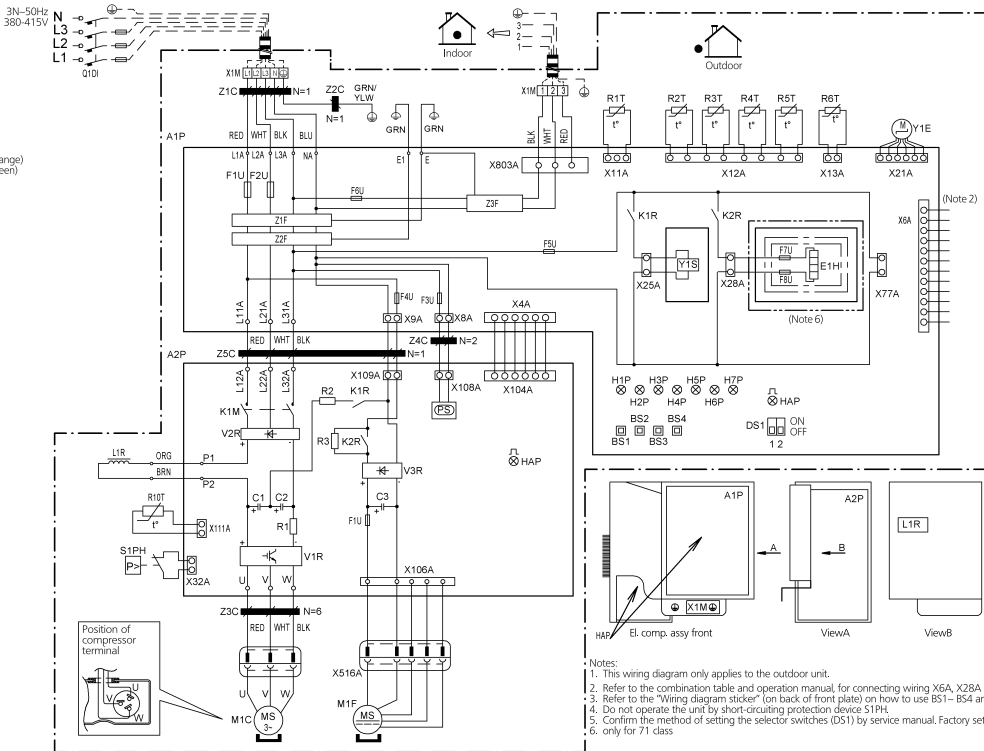 3N~50Hz
380-415V
N
L3
L2
L1
Q1DI
3
2
1
Indoor
Outdoor
X1M L1 L2 L3 N
Z1C N=1
Z2C
N=1
GRN/
YLW
GRN
GRN
X1M 1 2 3
BLK
WHT
RED
R1T
R2T
R3T
R4T
R5T
R6T
t°
t°
t°
t°
t°
t°
M
Y1E
A1P
RED
WHT
BLK
BLU
L1A
L2A
L3A
NA
E1
E
X803A
X11A
X12A
X13A
X21A
ange)
een)
F1U
F2U
F6U
Z3F
Z1F
Z2F
F5U
K1R
K2R
X6A
(Note 2)
Y1S
X25A
X28A
F7U
F8U
E1H
X77A
(Note 6)
L11A
L21A
L31A
F4U
F3U
X9A
X8A
X4A
RED
WHT
BLK
Z4C N=2
A2P
Z5C N=1
L12A
L22A
L32A
X109A
X108A
X104A
PS
H1P
H3P
H5P
H7P
H2P
H4P
H6P
HAP
BS2
BS4
BS1
BS3
DS1
ON
OFF
1 2
K1M
R2
K1R
V2R
R3
K2R
HAP
L1R
ORG
BRN
P1
P2
V3R
+
-
+
-
R10T
t°
X111A
C1
C2
C3
R1
F1U
S1PH
P>
X32A
V1R
+
-
U
V
W
X106A
Z3C N=6
RED
WHT
BLK
X516A
Position of
compressor
terminal
U
V
W
U
V
W
M1C
MS
3~
M1F
MS
A1P
A2P
L1R
A
B
HAP
X1M
El. comp. assy front
ViewA
ViewB
Notes:
1. This wiring diagram only applies to the outdoor unit.
2. Refer to the combination table and operation manual, for connecting wiring X6A, X28A
3. Refer to the "Wiring diagram sticker" (on back of front plate) on how to use BS1~ BS4 an
4. Do not operate the unit by short-circuiting protection device S1PH.
5. Confirm the method of setting the selector switches (DS1) by service manual. Factory set
6. only for 71 class